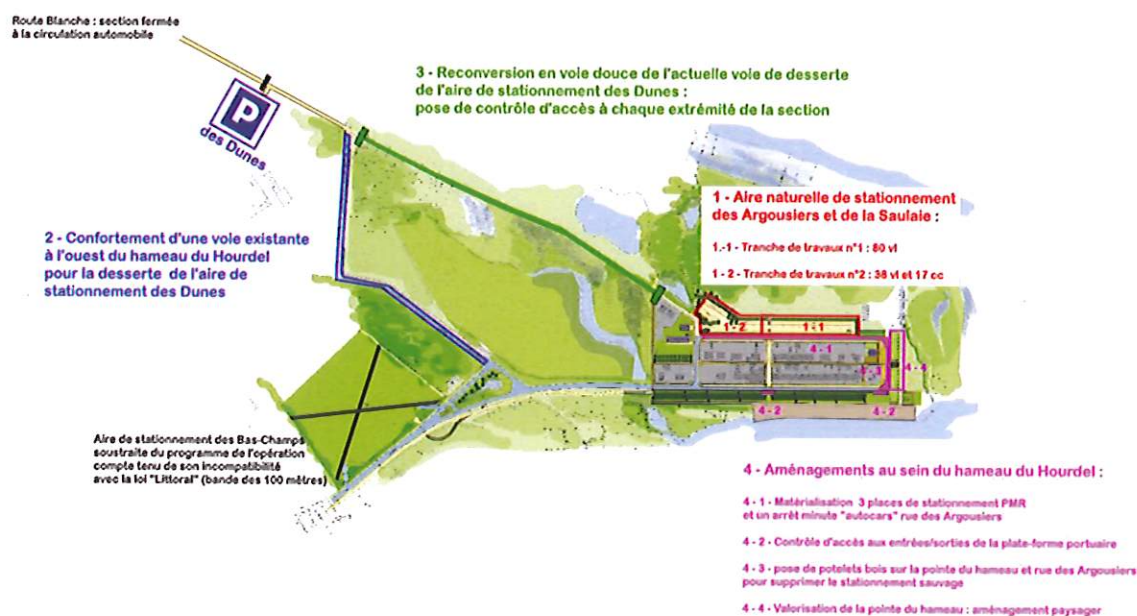 Route Blanche : section fermée
à la circulation automobile
P
des Dunes
3 - Reconversion en voie douce de l'actuelle voie de desserte
de l'aire de stationnement des Dunes :
pose de contrôle d'accès à chaque extrémité de la section
1 - Aire naturelle de stationnement
des Argousiers et de la Saulaie :
1.-1 - Tranche de travaux n°1 : 80 vl
1 - 2 - Tranche de travaux n°2 : 38 vl et 17 cc
2 - Confortement d'une voie existante
à l'ouest du hameau du Hourdel
pour la desserte de l'aire de
stationnement des Dunes
1-2
1-1
4-1
4-3
4-4
4-2
4-2
Aire de stationnement des Bas-Champs
soustraite du programme de l'opération
compte tenu de son incompatibilité
avec la loi "Littoral" (bande des 100 mètres)
4 - Aménagements au sein du hameau du Hourdel :
4 - 1 - Matérialisation 3 places de stationnement PMR
et un arrêt minute "autocars" rue des Argousiers
4 - 2 - Contrôle d'accès aux entrées/sorties de la plate-forme portuaire
4 - 3 - pose de potelets bois sur la pointe du hameau et rue des Argousiers
pour supprimer le stationnement sauvage
4 - 4 - Valorisation de la pointe du hameau : aménagement paysager